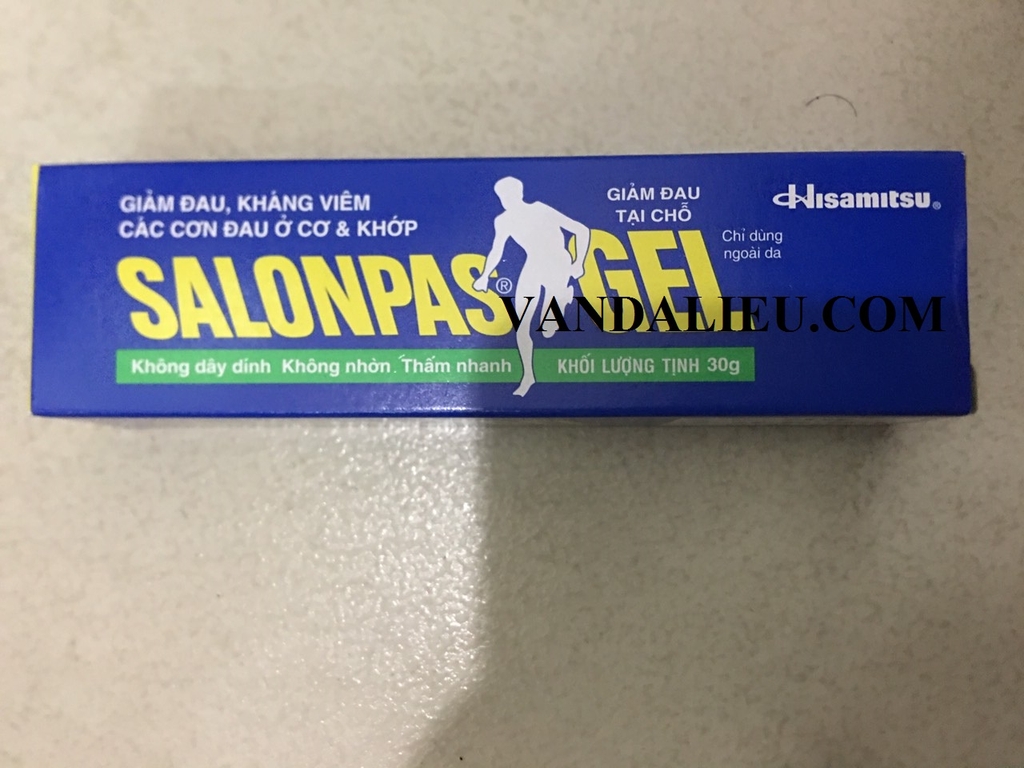 GIẢM ĐAU, KHÁNG VIÊM
CÁC CƠN ĐAU Ở CƠ & KHỚP
GIẢM ĐAU
TẠI CHỖ
Hisamitsu®
Chỉ dùng
ngoài da
SALONPAS® GEL
VANDALIEU.COM
Không dây dính Không nhờn Thấm nhanh
KHỐI LƯỢNG TỊNH 30g